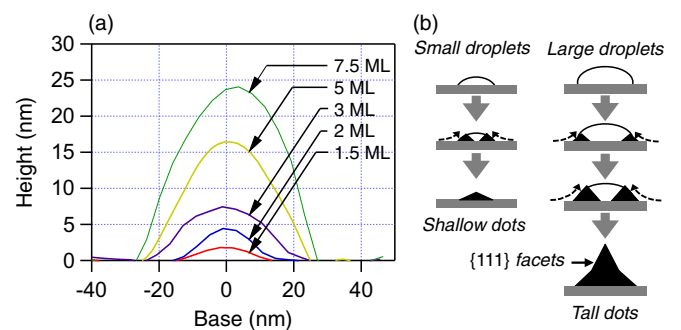 (a)
30
25
20
15
10
5
0
Height (nm)
-40
-20
0
20
40
Base (nm)
7.5 ML
5 ML
3 ML
2 ML
1.5 ML
(b)
Small droplets
Large droplets
Shallow dots
{111} facets
Tall dots